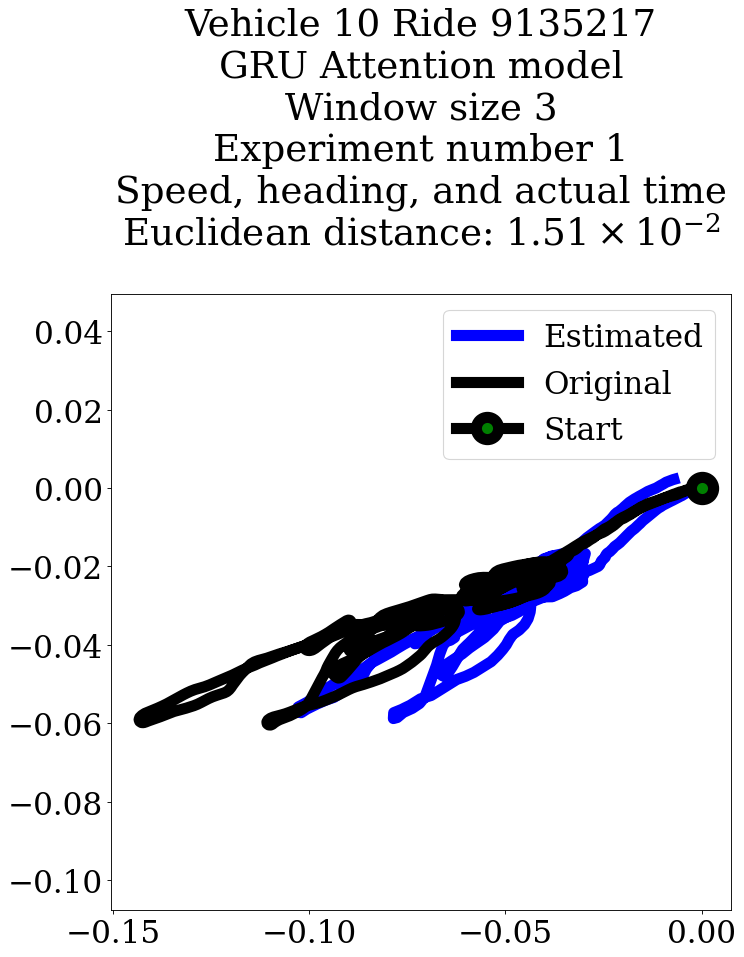 Vehicle 10 Ride 9135217
GRU Attention model
Window size 3
Experiment number 1
Speed, heading, and actual time
Euclidean distance: 1.51 × 10⁻²
Estimated
Original
Start
0.04
0.02
0.00
−0.02
−0.04
−0.06
−0.08
−0.10
−0.15
−0.10
−0.05
0.00